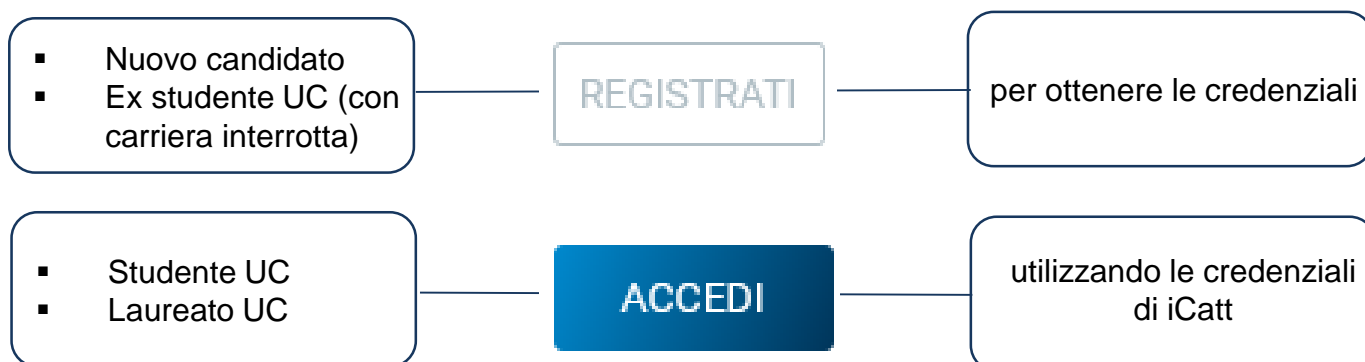 ▪ Nuovo candidato
▪ Ex studente UC (con
carriera interrotta)
REGISTRATI
per ottenere le credenziali
▪ Studente UC
▪ Laureato UC
ACCEDI
utilizzando le credenziali
di iCatt